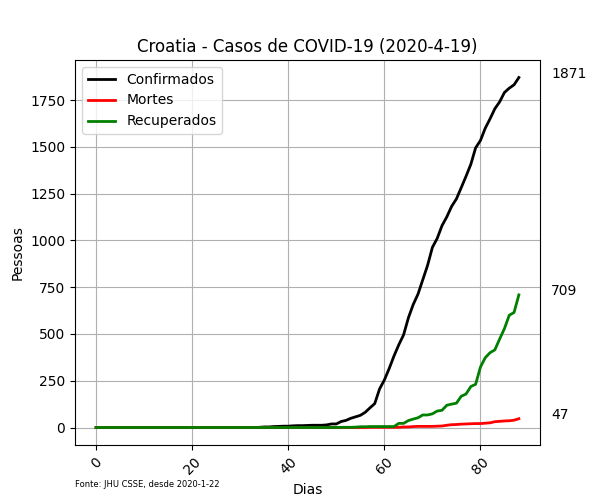 Croatia - Casos de COVID-19 (2020-4-19)
Confirmados
Mortes
Recuperados
1871
709
47
Pessoas
1750
1500
1250
1000
750
500
250
0
0 20 40 60 80
Dias
Fonte: JHU CSSE, desde 2020-1-22